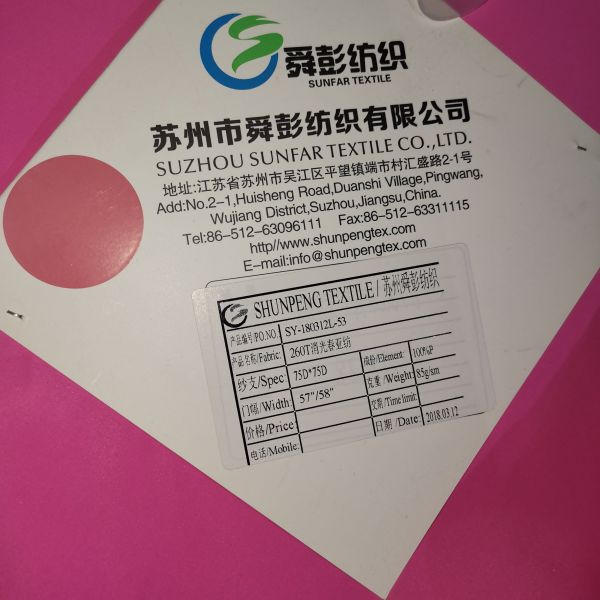 舜彭纺织
SUNFAR TEXTILE
苏州市舜彭纺织有限公司
SUZHOU SUNFAR TEXTILE CO.,LTD.
地址:江苏省苏州市吴江区平望镇端市村汇盛路2-1号
Add:No.2-1,Huisheng Road,Duanshi Village,Pingwang,
Wujiang District,Suzhou,Jiangsu,China.
Tel:86-512-63096111 Fax:86-512-63311115
http//www.shunpengtex.com
E-mail:info@shunpengtex.com
SHUNPENG TEXTILE/苏州舜彭纺织
产品编号/P.O.NO.: SY-180312L-53
产品名称/Fabric: 260T消光春亚纺
纱支/Spec: 75D*75D 成份/Element: 100%P
门幅/Width: 57"/58" 克重/Weight: 85g/sm
价格/Price: 交期/Time limit:
电话/Mobile: 日期/Date: 2018.03.12